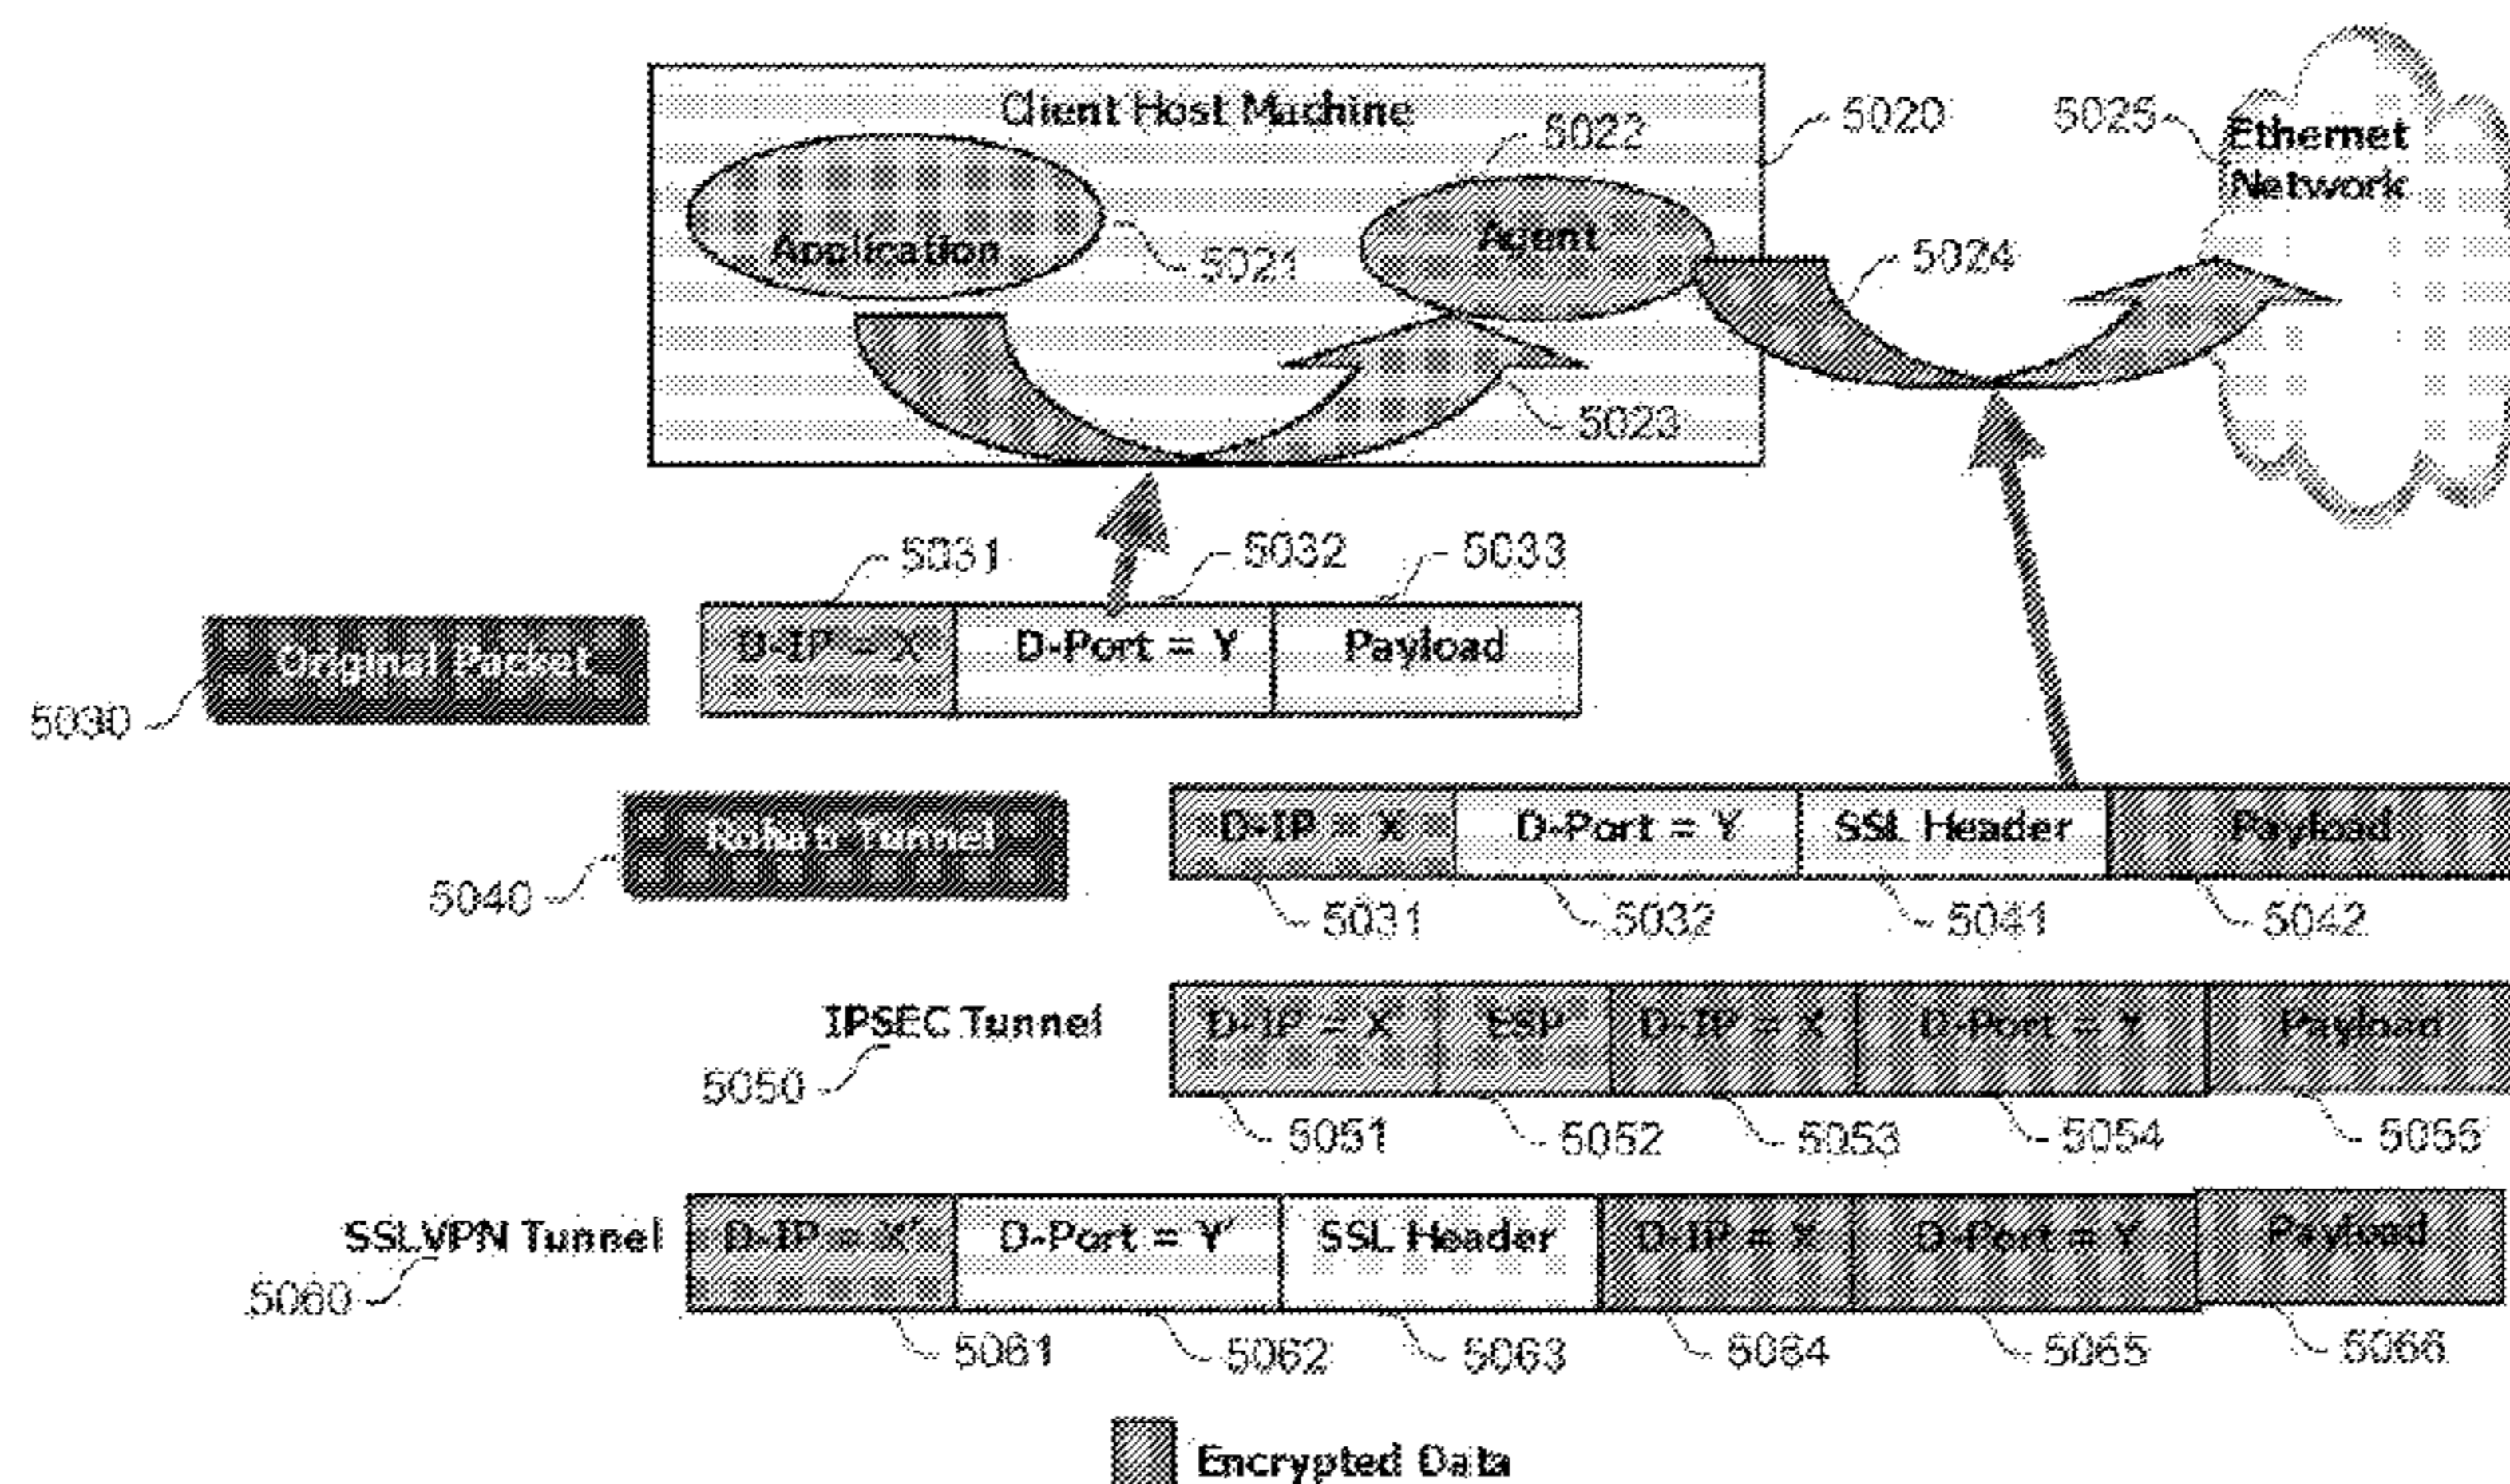 Client Host Machine
5022
5020
5025
Ethernet
Network
Application
5021
Agent
5024
5023
5031
5032
5033
Original Packet
D-IP = X
D-Port = Y
Payload
5030
Tunnel
D-IP = X
D-Port = Y
SSL Header
Payload
5040
5031
5032
5041
5042
IPSEC Tunnel
D-IP = X'
ESP
D-IP = X
D-Port = Y
Payload
5050
5051
5052
5053
5054
5055
SSLVPN Tunnel
D-IP = X'
D-Port = Y'
SSL Header
D-IP = X
D-Port = Y
Payload
5060
5061
5062
5063
5064
5065
5066
Encrypted Data